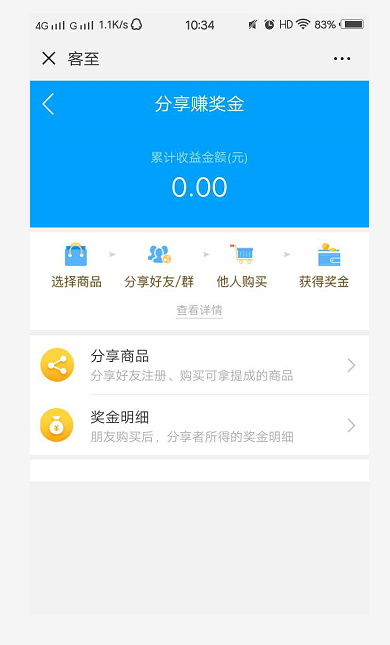 4G G 1.1K/s 10:34 HD 83%
客至
分享赚奖金
累计收益金额(元)
0.00
选择商品 分享好友/群 他人购买 获得奖金
查看详情
分享商品
分享好友注册、购买可拿提成的商品
奖金明细
¥
朋友购买后，分享者所得的奖金明细